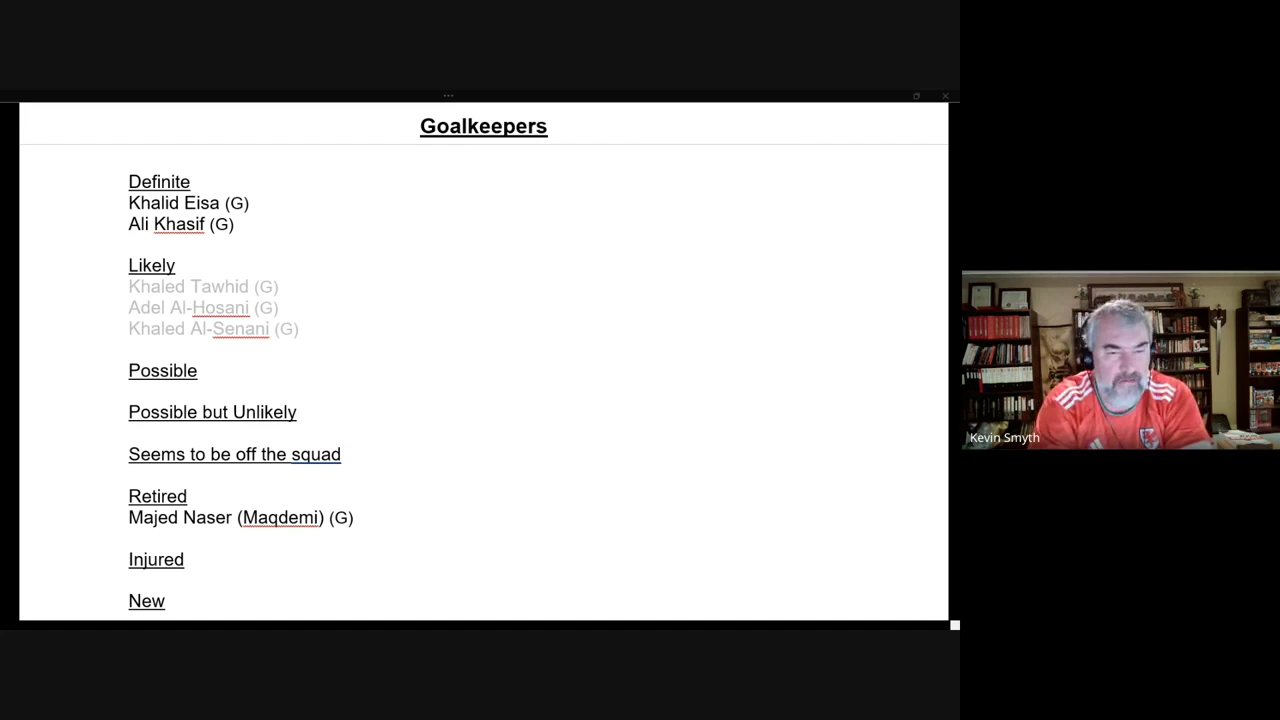 Goalkeepers
Definite
Khalid Eisa (G)
Ali Khasif (G)
Likely
Khaled Tawhid (G)
Adel Al-Hosani (G)
Khaled Al-Senani (G)
Possible
Possible but Unlikely
Seems to be off the squad
Retired
Majed Naser (Maqdemi) (G)
Injured
New
Kevin Smyth